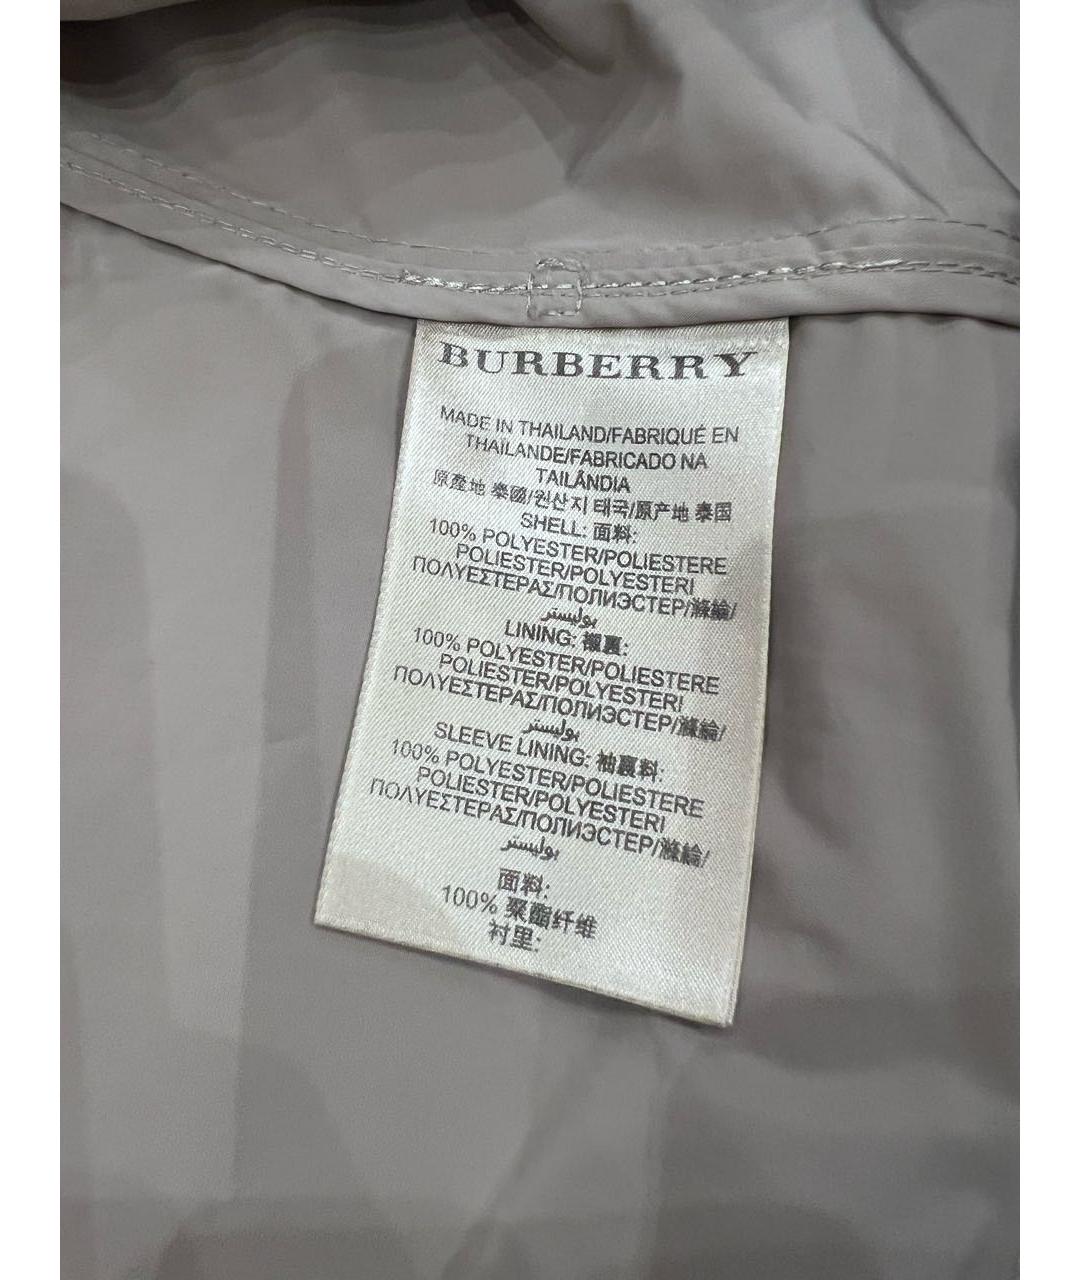 BURBERRY
MADE IN THAILAND/FABRIQUÉ EN
THAILANDE/FABRICADO NA
TAILÂNDIA
原產地 泰國/원산지 태국/原产地 泰国
SHELL: 面料:
100% POLYESTER/POLIESTERE
POLIESTER/POLYESTERI
ΠΟΛΥΕΣΤΕΡΑΣ/ПОЛИЭСТЕР/滌綸/
بوليستر
LINING: 襯裏:
100% POLYESTER/POLIESTERE
POLIESTER/POLYESTERI
ΠΟΛΥΕΣΤΕΡΑΣ/ПОЛИЭСТЕР/滌綸/
بوليستر
SLEEVE LINING: 袖裏料:
100% POLYESTER/POLIESTERE
POLIESTER/POLYESTERI
ΠΟΛΥΕΣΤΕΡΑΣ/ПОЛИЭСТЕР/滌綸/
بوليستر
面料:
100% 聚酯纤维
衬里: